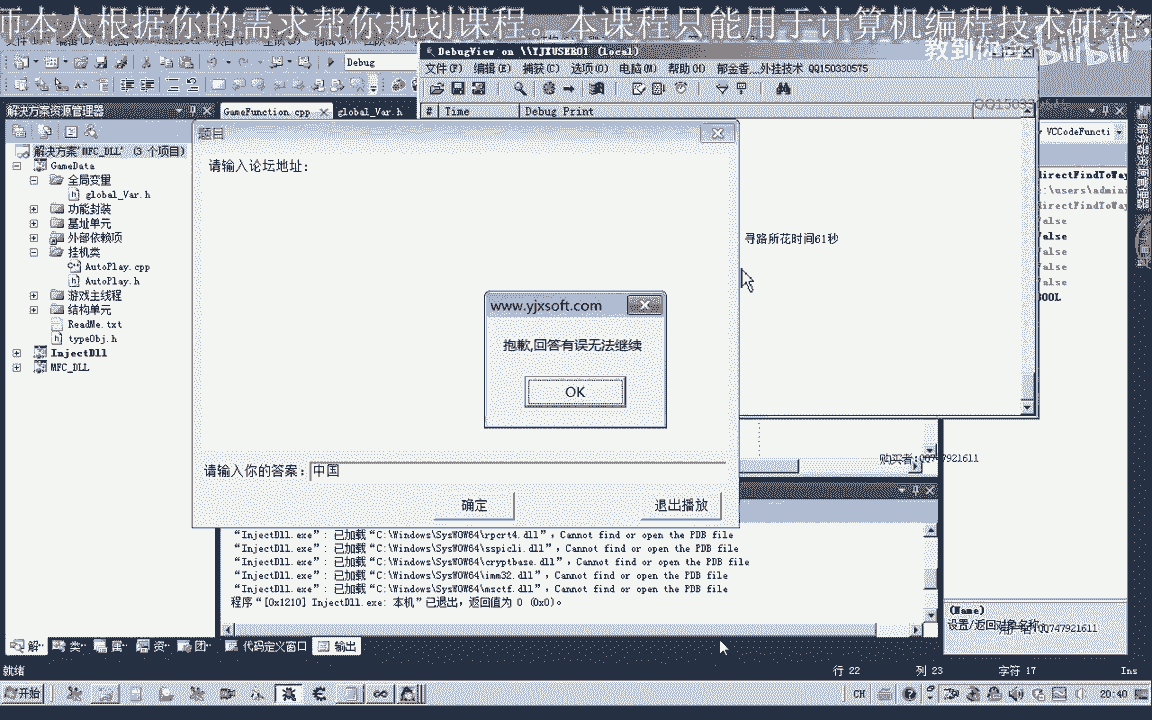 币本人根据你的需求帮你规划课程。本课程只能用于计算机编程技术研究,
教到你会
bilibili
Debug
DebugView on \\YJXUSER01 (local)
文件(F) 编辑(E) 捕获(C) 选项(O) 电脑(M) 帮助(H) 郁金香__外挂技术 QQ150330575
解决方案资源管理器
GameFunction.cpp
global_Var.h
# Time Debug Print
VCCodeFuncti
解决方案"MFC_DLL" (3 个项目)
GameData
全局变量
global_Var.h
功能封装
基址单元
外部依赖项
挂机类
AutoPlay.cpp
AutoPlay.h
游戏主线程
结构单元
ReadMe.txt
typeObj.h
InjectDll
MFC_DLL
题目
请输入论坛地址:
www.yjxsoft.com
抱歉,回答有误无法继续
OK
请输入你的答案:
中国
确定
退出播放
寻路所花时间61秒
directFindToWay
:\users\admini
directFindToWay
alse
alse
alse
alse
alse
BOOL
购买者:QQ747921611
"InjectDll.exe": 已加载"C:\Windows\SysWOW64\rpcrt4.dll", Cannot find or open the PDB file
"InjectDll.exe": 已加载"C:\Windows\SysWOW64\sspicli.dll", Cannot find or open the PDB file
"InjectDll.exe": 已加载"C:\Windows\SysWOW64\cryptbase.dll", Cannot find or open the PDB file
"InjectDll.exe": 已加载"C:\Windows\SysWOW64\imm32.dll", Cannot find or open the PDB file
"InjectDll.exe": 已加载"C:\Windows\SysWOW64\msctf.dll", Cannot find or open the PDB file
程序"[0x1210] InjectDll.exe: 本机"已退出,返回值为 0 (0x0)。
(Name)
设置/返回对象名称。
QQ747921611
解· 类· 属· 资· 团· 代码定义窗口 输出
就绪
行 22 列 23 字符 17 Ins
开始
CH
20:40